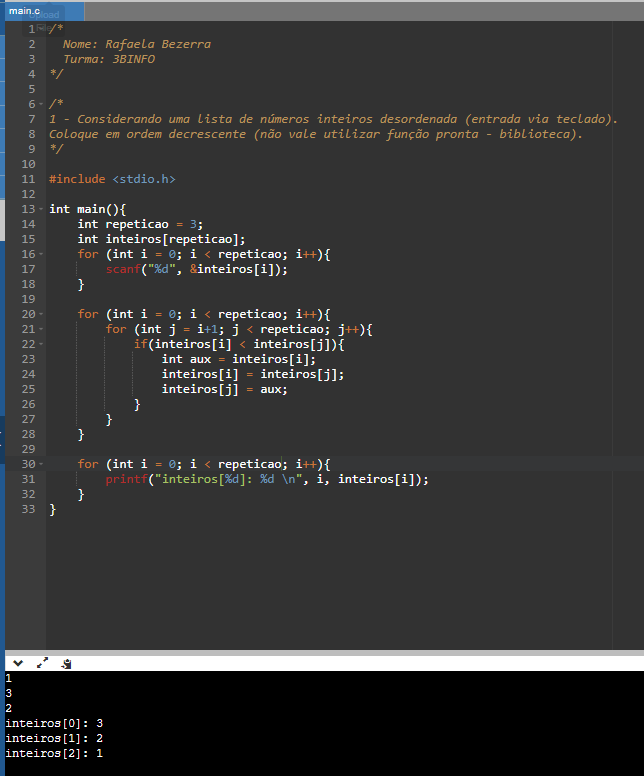 main.c
1 /*
2   Nome: Rafaela Bezerra
3   Turma: 3BINFO
4 */
5
6 /*
7 1 - Considerando uma lista de números inteiros desordenada (entrada via teclado).
8 Coloque em ordem decrescente (não vale utilizar função pronta - biblioteca).
9 */
10
11 #include <stdio.h>
12
13 int main(){
14     int repeticao = 3;
15     int inteiros[repeticao];
16     for (int i = 0; i < repeticao; i++){
17         scanf("%d", &inteiros[i]);
18     }
19
20     for (int i = 0; i < repeticao; i++){
21         for (int j = i+1; j < repeticao; j++){
22             if(inteiros[i] < inteiros[j]){
23                 int aux = inteiros[i];
24                 inteiros[i] = inteiros[j];
25                 inteiros[j] = aux;
26             }
27         }
28     }
29
30     for (int i = 0; i < repeticao; i++){
31         printf("inteiros[%d]: %d \n", i, inteiros[i]);
32     }
33 }
1
3
2
inteiros[0]: 3
inteiros[1]: 2
inteiros[2]: 1